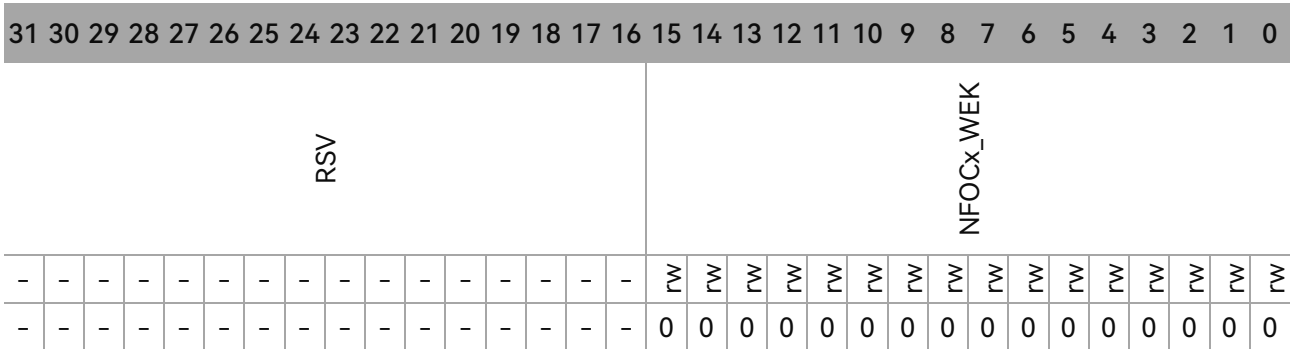 31 30 29 28 27 26 25 24 23 22 21 20 19 18 17 16 15 14 13 12 11 10 9 8 7 6 5 4 3 2 1 0
RSV NFOCx_WEK
- - - - - - - - - - - - - - - - rw rw rw rw rw rw rw rw rw rw rw rw rw rw rw rw
- - - - - - - - - - - - - - - - 0 0 0 0 0 0 0 0 0 0 0 0 0 0 0 0